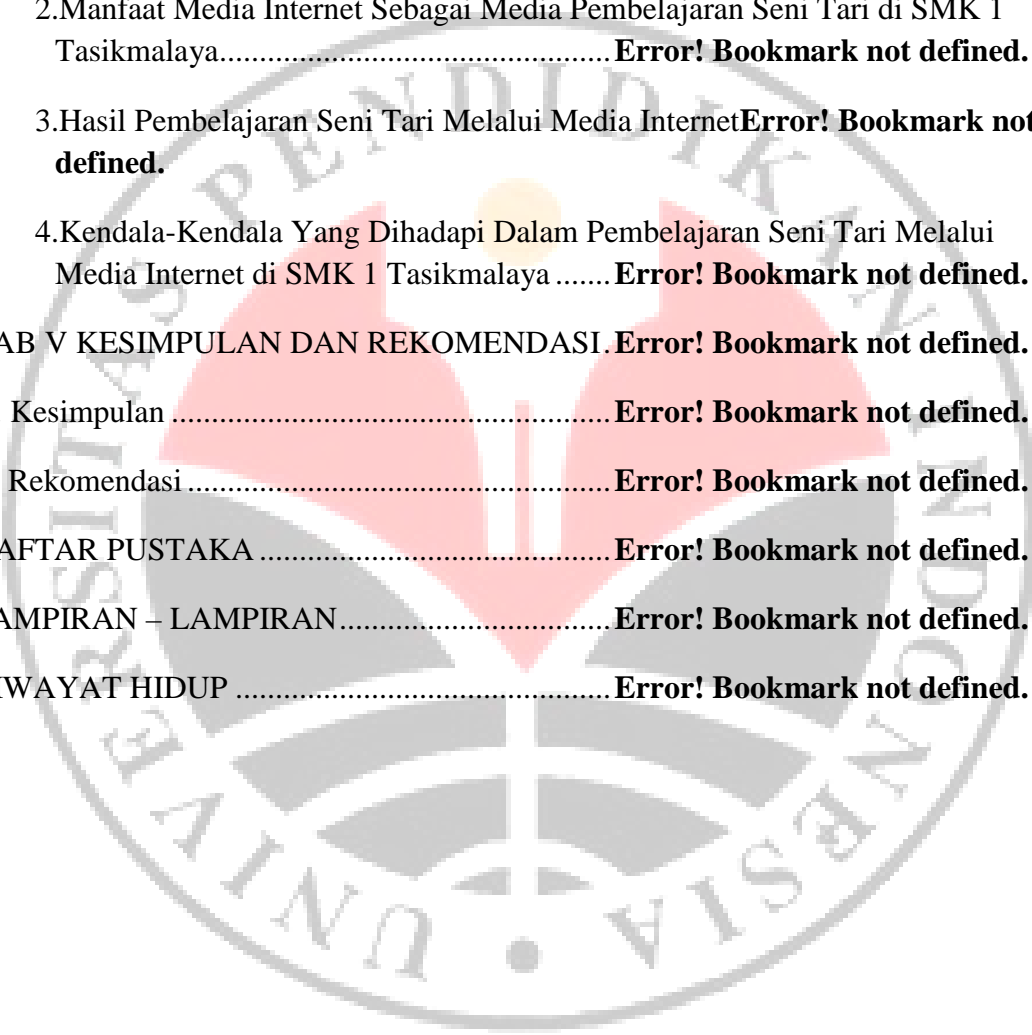 2.Manfaat Media Internet Sebagai Media Pembelajaran Seni Tari di SMK 1
Tasikmalaya................................................Error! Bookmark not defined.
3.Hasil Pembelajaran Seni Tari Melalui Media InternetError! Bookmark not
defined.
4.Kendala-Kendala Yang Dihadapi Dalam Pembelajaran Seni Tari Melalui
Media Internet di SMK 1 Tasikmalaya .......Error! Bookmark not defined.
AB V KESIMPULAN DAN REKOMENDASI.Error! Bookmark not defined.
Kesimpulan ......................................................Error! Bookmark not defined.
Rekomendasi ....................................................Error! Bookmark not defined.
AFTAR PUSTAKA ...........................................Error! Bookmark not defined.
AMPIRAN – LAMPIRAN.................................Error! Bookmark not defined.
IWAYAT HIDUP ..............................................Error! Bookmark not defined.
UNIVERSITAS PENDIDIKAN INDONESIA